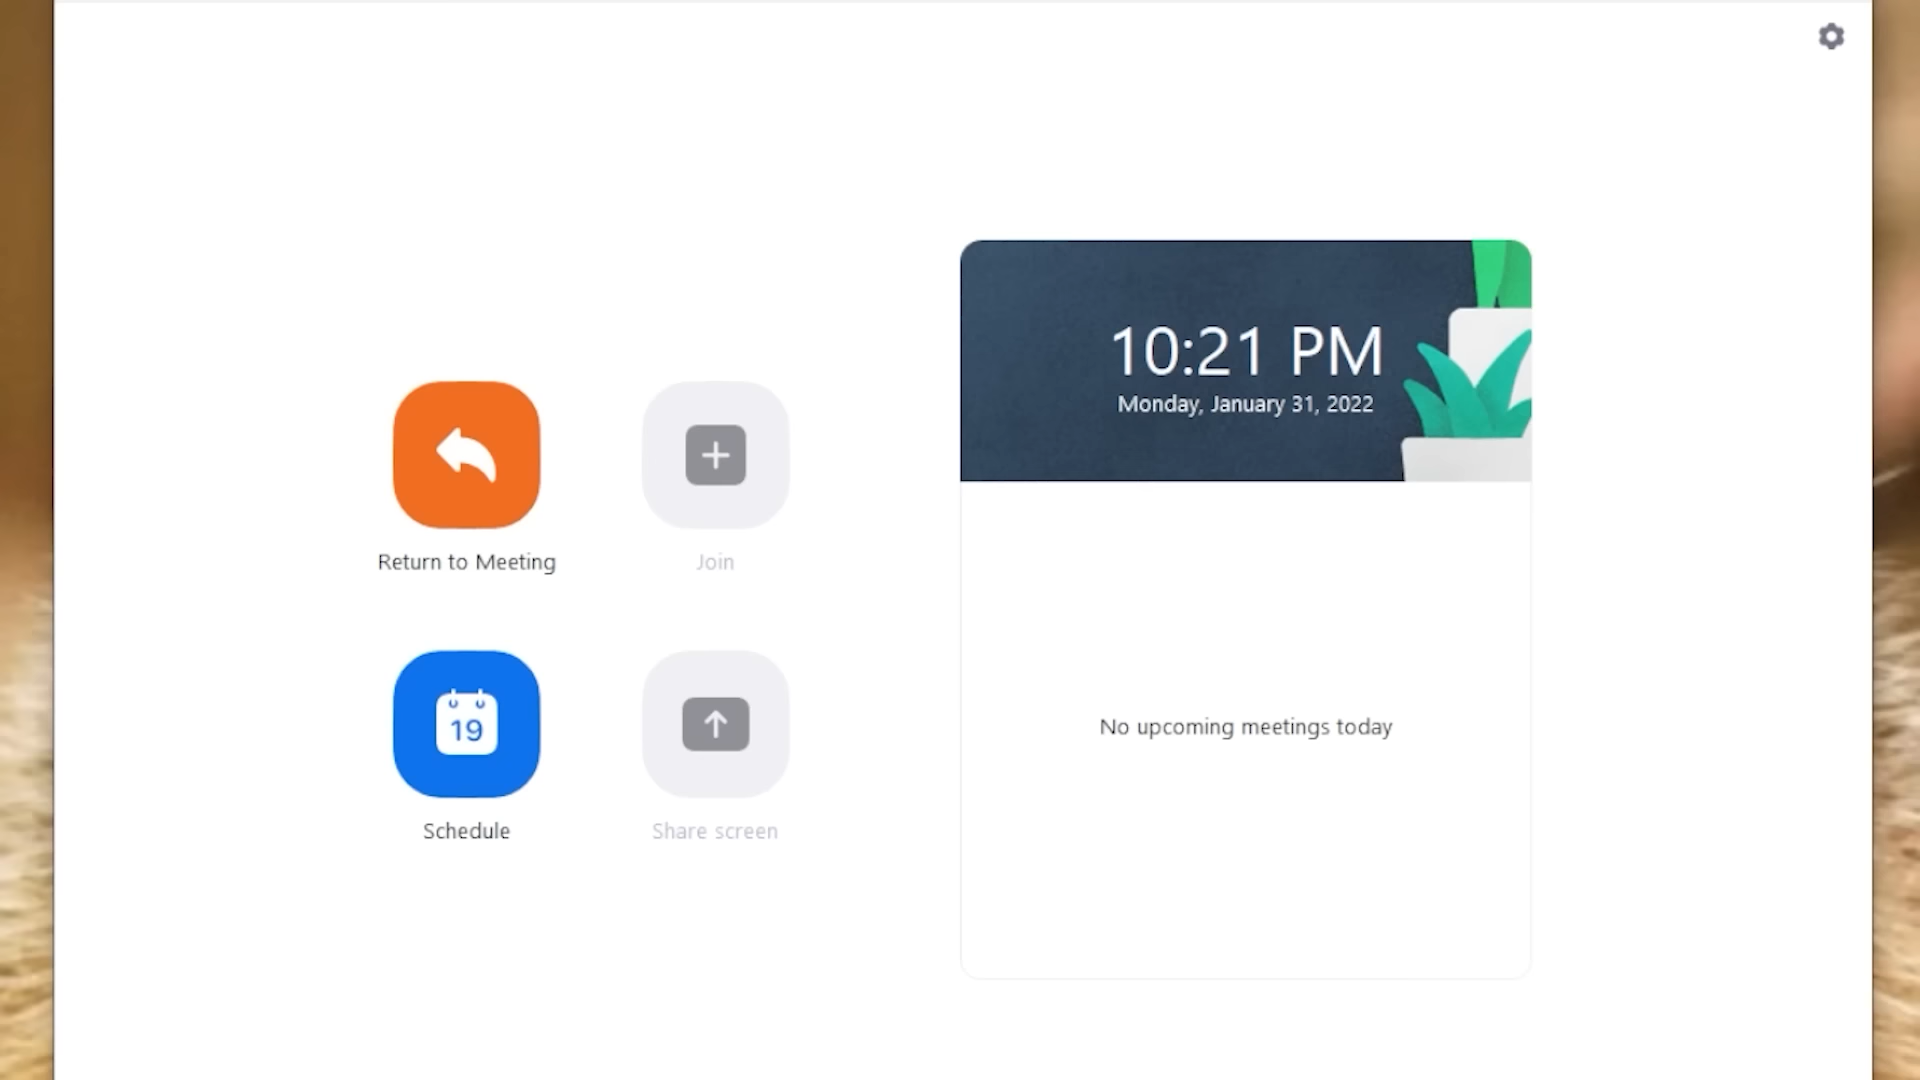 10:21 PM
Monday, January 31, 2022
Return to Meeting
Join
19
Schedule
Share screen
No upcoming meetings today